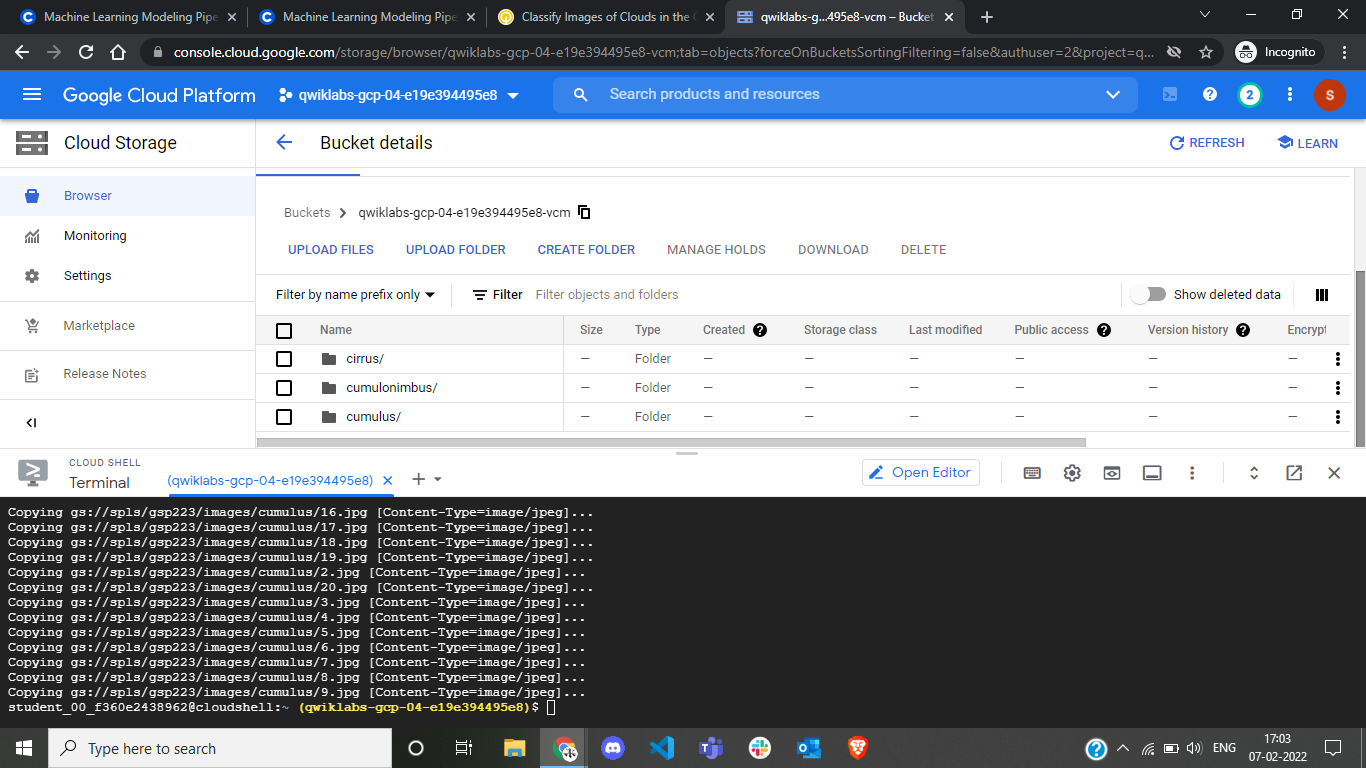 Machine Learning Modeling Pipe
Machine Learning Modeling Pipe
Classify Images of Clouds in the
qwiklabs-g...495e8-vcm – Bucket
console.cloud.google.com/storage/browser/qwiklabs-gcp-04-e19e394495e8-vcm;tab=objects?forceOnBucketsSortingFiltering=false&authuser=2&project=q...
Incognito
Google Cloud Platform
qwiklabs-gcp-04-e19e394495e8
Search products and resources
2
S
Cloud Storage
Bucket details
REFRESH
LEARN
Browser
Monitoring
Settings
Marketplace
Release Notes
Buckets
qwiklabs-gcp-04-e19e394495e8-vcm
UPLOAD FILES UPLOAD FOLDER CREATE FOLDER MANAGE HOLDS DOWNLOAD DELETE
Filter by name prefix only
Filter Filter objects and folders
Show deleted data
Name Size Type Created Storage class Last modified Public access Version history Encrypt
cirrus/ — Folder — — — — — —
cumulonimbus/ — Folder — — — — — —
cumulus/ — Folder — — — — — —
CLOUD SHELL
Terminal
(qwiklabs-gcp-04-e19e394495e8)
Open Editor
Copying gs://spls/gsp223/images/cumulus/16.jpg [Content-Type=image/jpeg]...
Copying gs://spls/gsp223/images/cumulus/17.jpg [Content-Type=image/jpeg]...
Copying gs://spls/gsp223/images/cumulus/18.jpg [Content-Type=image/jpeg]...
Copying gs://spls/gsp223/images/cumulus/19.jpg [Content-Type=image/jpeg]...
Copying gs://spls/gsp223/images/cumulus/2.jpg [Content-Type=image/jpeg]...
Copying gs://spls/gsp223/images/cumulus/20.jpg [Content-Type=image/jpeg]...
Copying gs://spls/gsp223/images/cumulus/3.jpg [Content-Type=image/jpeg]...
Copying gs://spls/gsp223/images/cumulus/4.jpg [Content-Type=image/jpeg]...
Copying gs://spls/gsp223/images/cumulus/5.jpg [Content-Type=image/jpeg]...
Copying gs://spls/gsp223/images/cumulus/6.jpg [Content-Type=image/jpeg]...
Copying gs://spls/gsp223/images/cumulus/7.jpg [Content-Type=image/jpeg]...
Copying gs://spls/gsp223/images/cumulus/8.jpg [Content-Type=image/jpeg]...
Copying gs://spls/gsp223/images/cumulus/9.jpg [Content-Type=image/jpeg]...
student_00_f360e2438962@cloudshell:~ (qwiklabs-gcp-04-e19e394495e8)$
Type here to search
ENG
17:03
07-02-2022